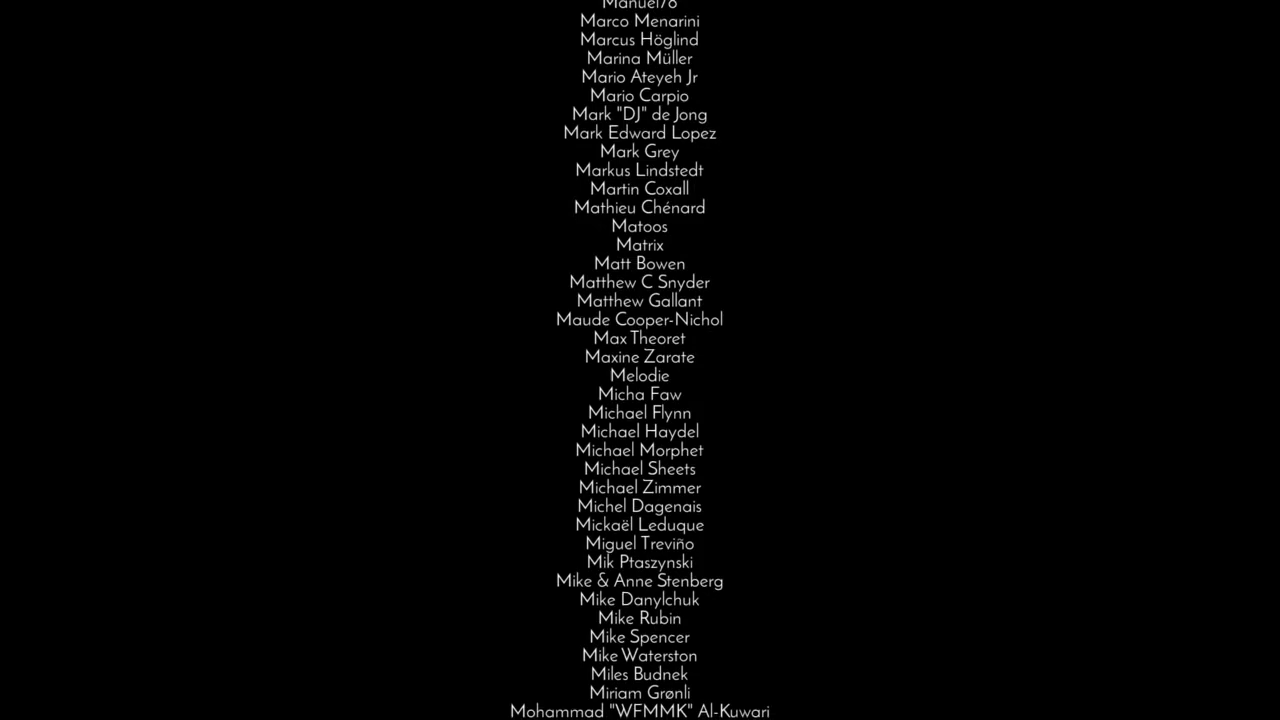 Manuel78
Marco Menarini
Marcus Höglind
Marina Müller
Mario Ateyeh Jr
Mario Carpio
Mark "DJ" de Jong
Mark Edward Lopez
Mark Grey
Markus Lindstedt
Martin Coxall
Mathieu Chénard
Matoos
Matrix
Matt Bowen
Matthew C Snyder
Matthew Gallant
Maude Cooper-Nichol
Max Theoret
Maxine Zarate
Melodie
Micha Faw
Michael Flynn
Michael Haydel
Michael Morphet
Michael Sheets
Michael Zimmer
Michel Dagenais
Mickaël Leduque
Miguel Treviño
Mik Ptaszynski
Mike & Anne Stenberg
Mike Danylchuk
Mike Rubin
Mike Spencer
Mike Waterston
Miles Budnek
Miriam Grønli
Mohammad "WFMMK" Al-Kuwari